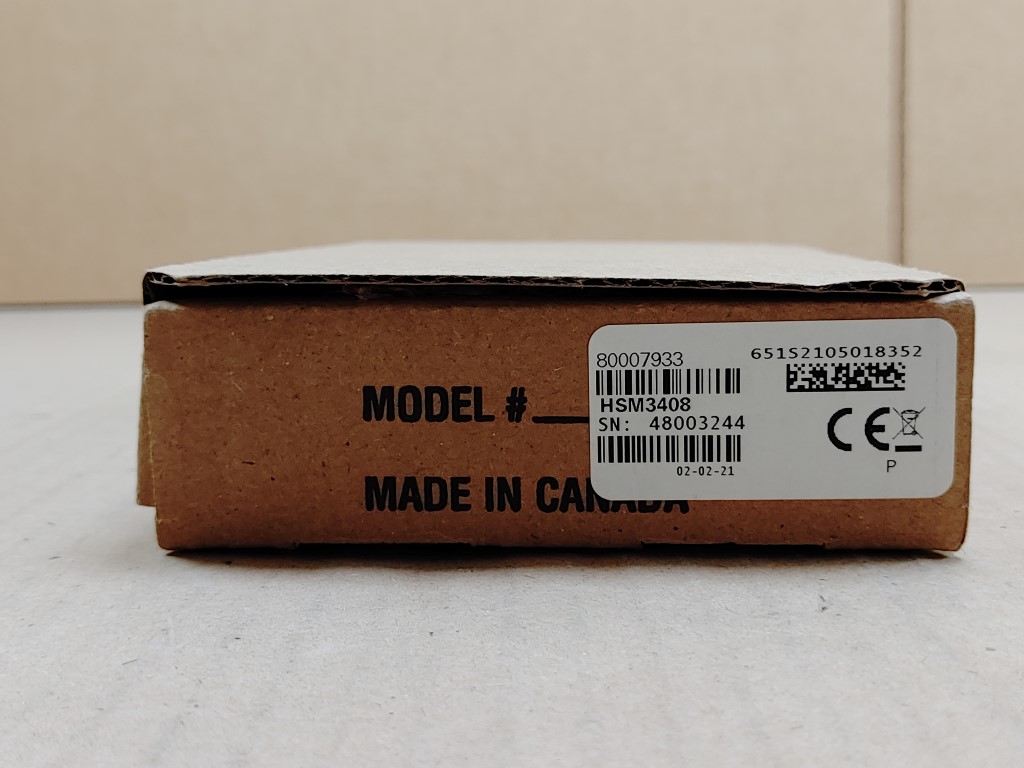 MODEL #
MADE IN CANADA
80007933
651S2105018352
HSM3408
SN: 48003244
02-02-21
CE
P